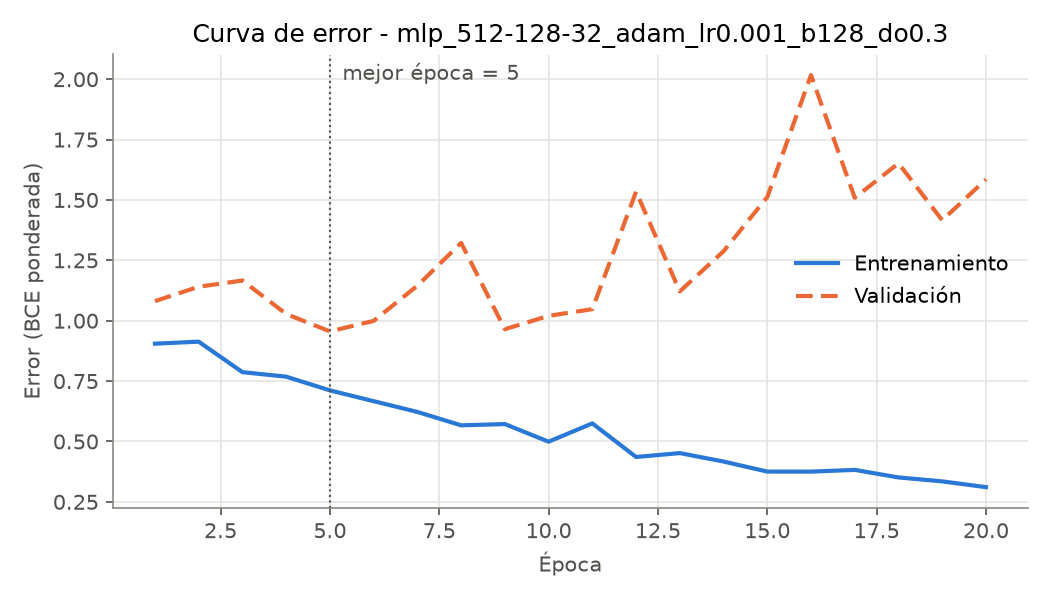 Curva de error - mlp_512-128-32_adam_lr0.001_b128_do0.3
mejor época = 5
2.00
1.75
1.50
1.25
1.00
0.75
0.50
0.25
Error (BCE ponderada)
Entrenamiento
Validación
2.5 5.0 7.5 10.0 12.5 15.0 17.5 20.0
Época